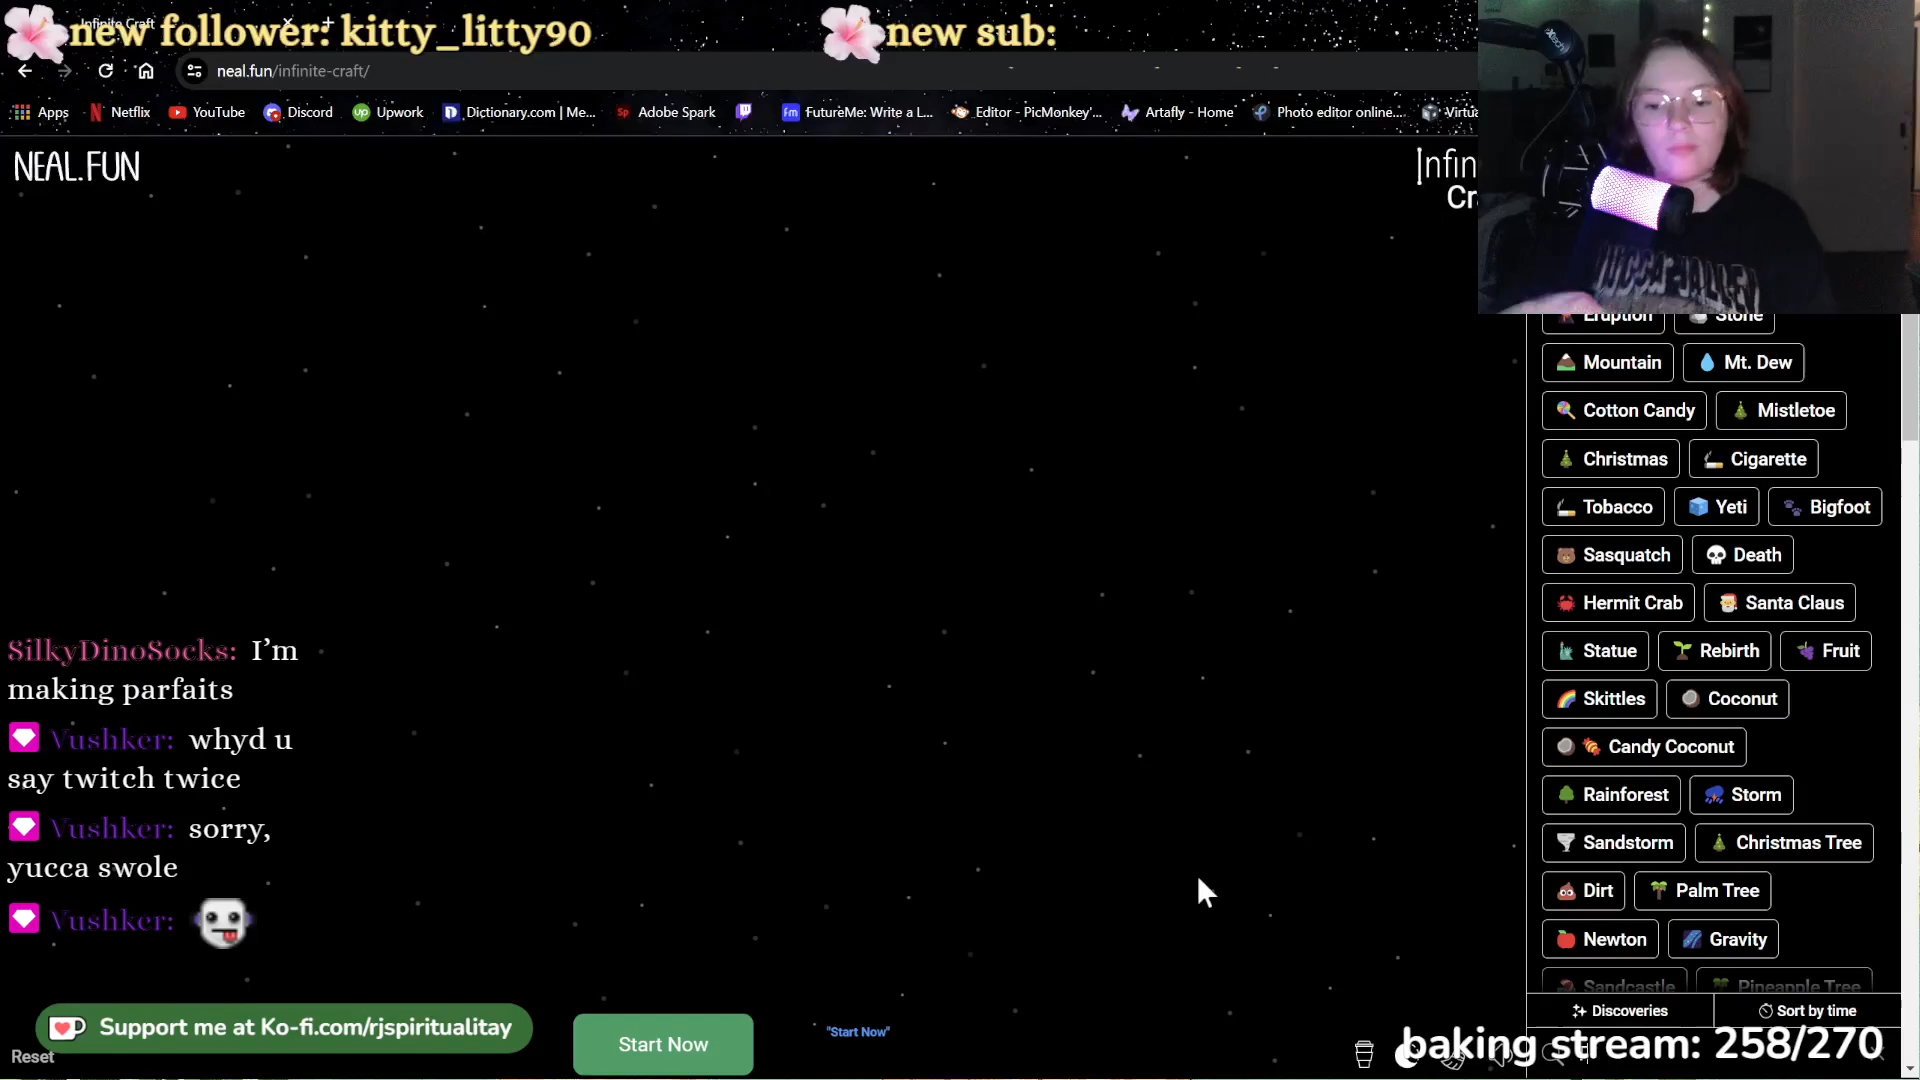 Infinite Craft
new follower: kitty_litty90
new sub:
neal.fun/infinite-craft/
Apps Netflix YouTube Discord Upwork Dictionary.com | Me... Adobe Spark FutureMe: Write a L... Editor - PicMonkey'... Artafly - Home Photo editor online... Virtu
NEAL.FUN
Infin
Cr
YUCCA VALLEY
Eruption Stone
Mountain Mt. Dew
Cotton Candy Mistletoe
Christmas Cigarette
Tobacco Yeti Bigfoot
Sasquatch Death
Hermit Crab Santa Claus
Statue Rebirth Fruit
Skittles Coconut
Candy Coconut
Rainforest Storm
Sandstorm Christmas Tree
Dirt Palm Tree
Newton Gravity
Sandcastle Pineapple Tree
Discoveries Sort by time
SilkyDinoSocks: I'm
making parfaits
Vushker: whyd u
say twitch twice
Vushker: sorry,
yucca swole
Vushker:
Support me at Ko-fi.com/rjspiritualitay
Start Now
"Start Now"
Reset
baking stream: 258/270